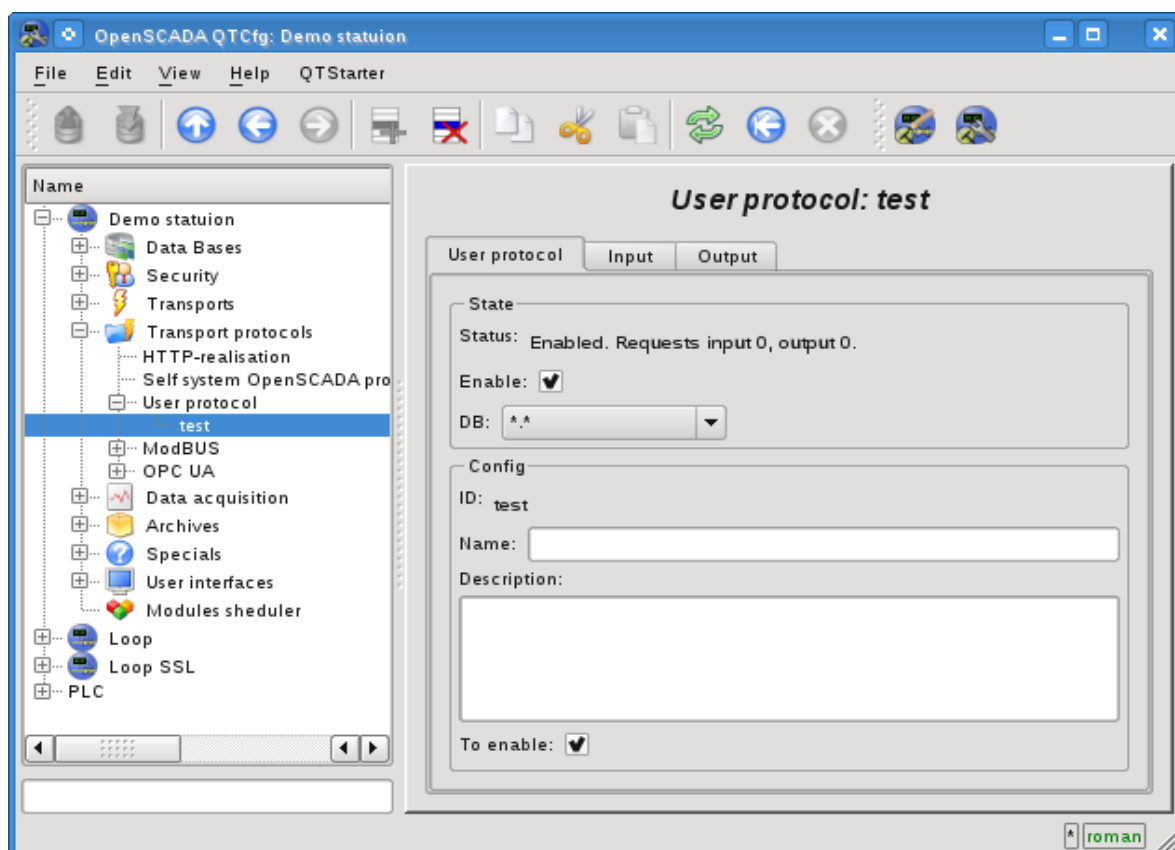 OpenSCADA QTCfg: Demo statuion
File Edit View Help QTStarter
Name
Demo statuion
Data Bases
Security
Transports
Transport protocols
HTTP-realisation
Self system OpenSCADA pro
User protocol
test
ModBUS
OPC UA
Data acquisition
Archives
Specials
User interfaces
Modules sheduler
Loop
Loop SSL
PLC
User protocol: test
User protocol Input Output
State
Status: Enabled. Requests input 0, output 0.
Enable:
DB: *.*
Config
ID: test
Name:
Description:
To enable:
* roman